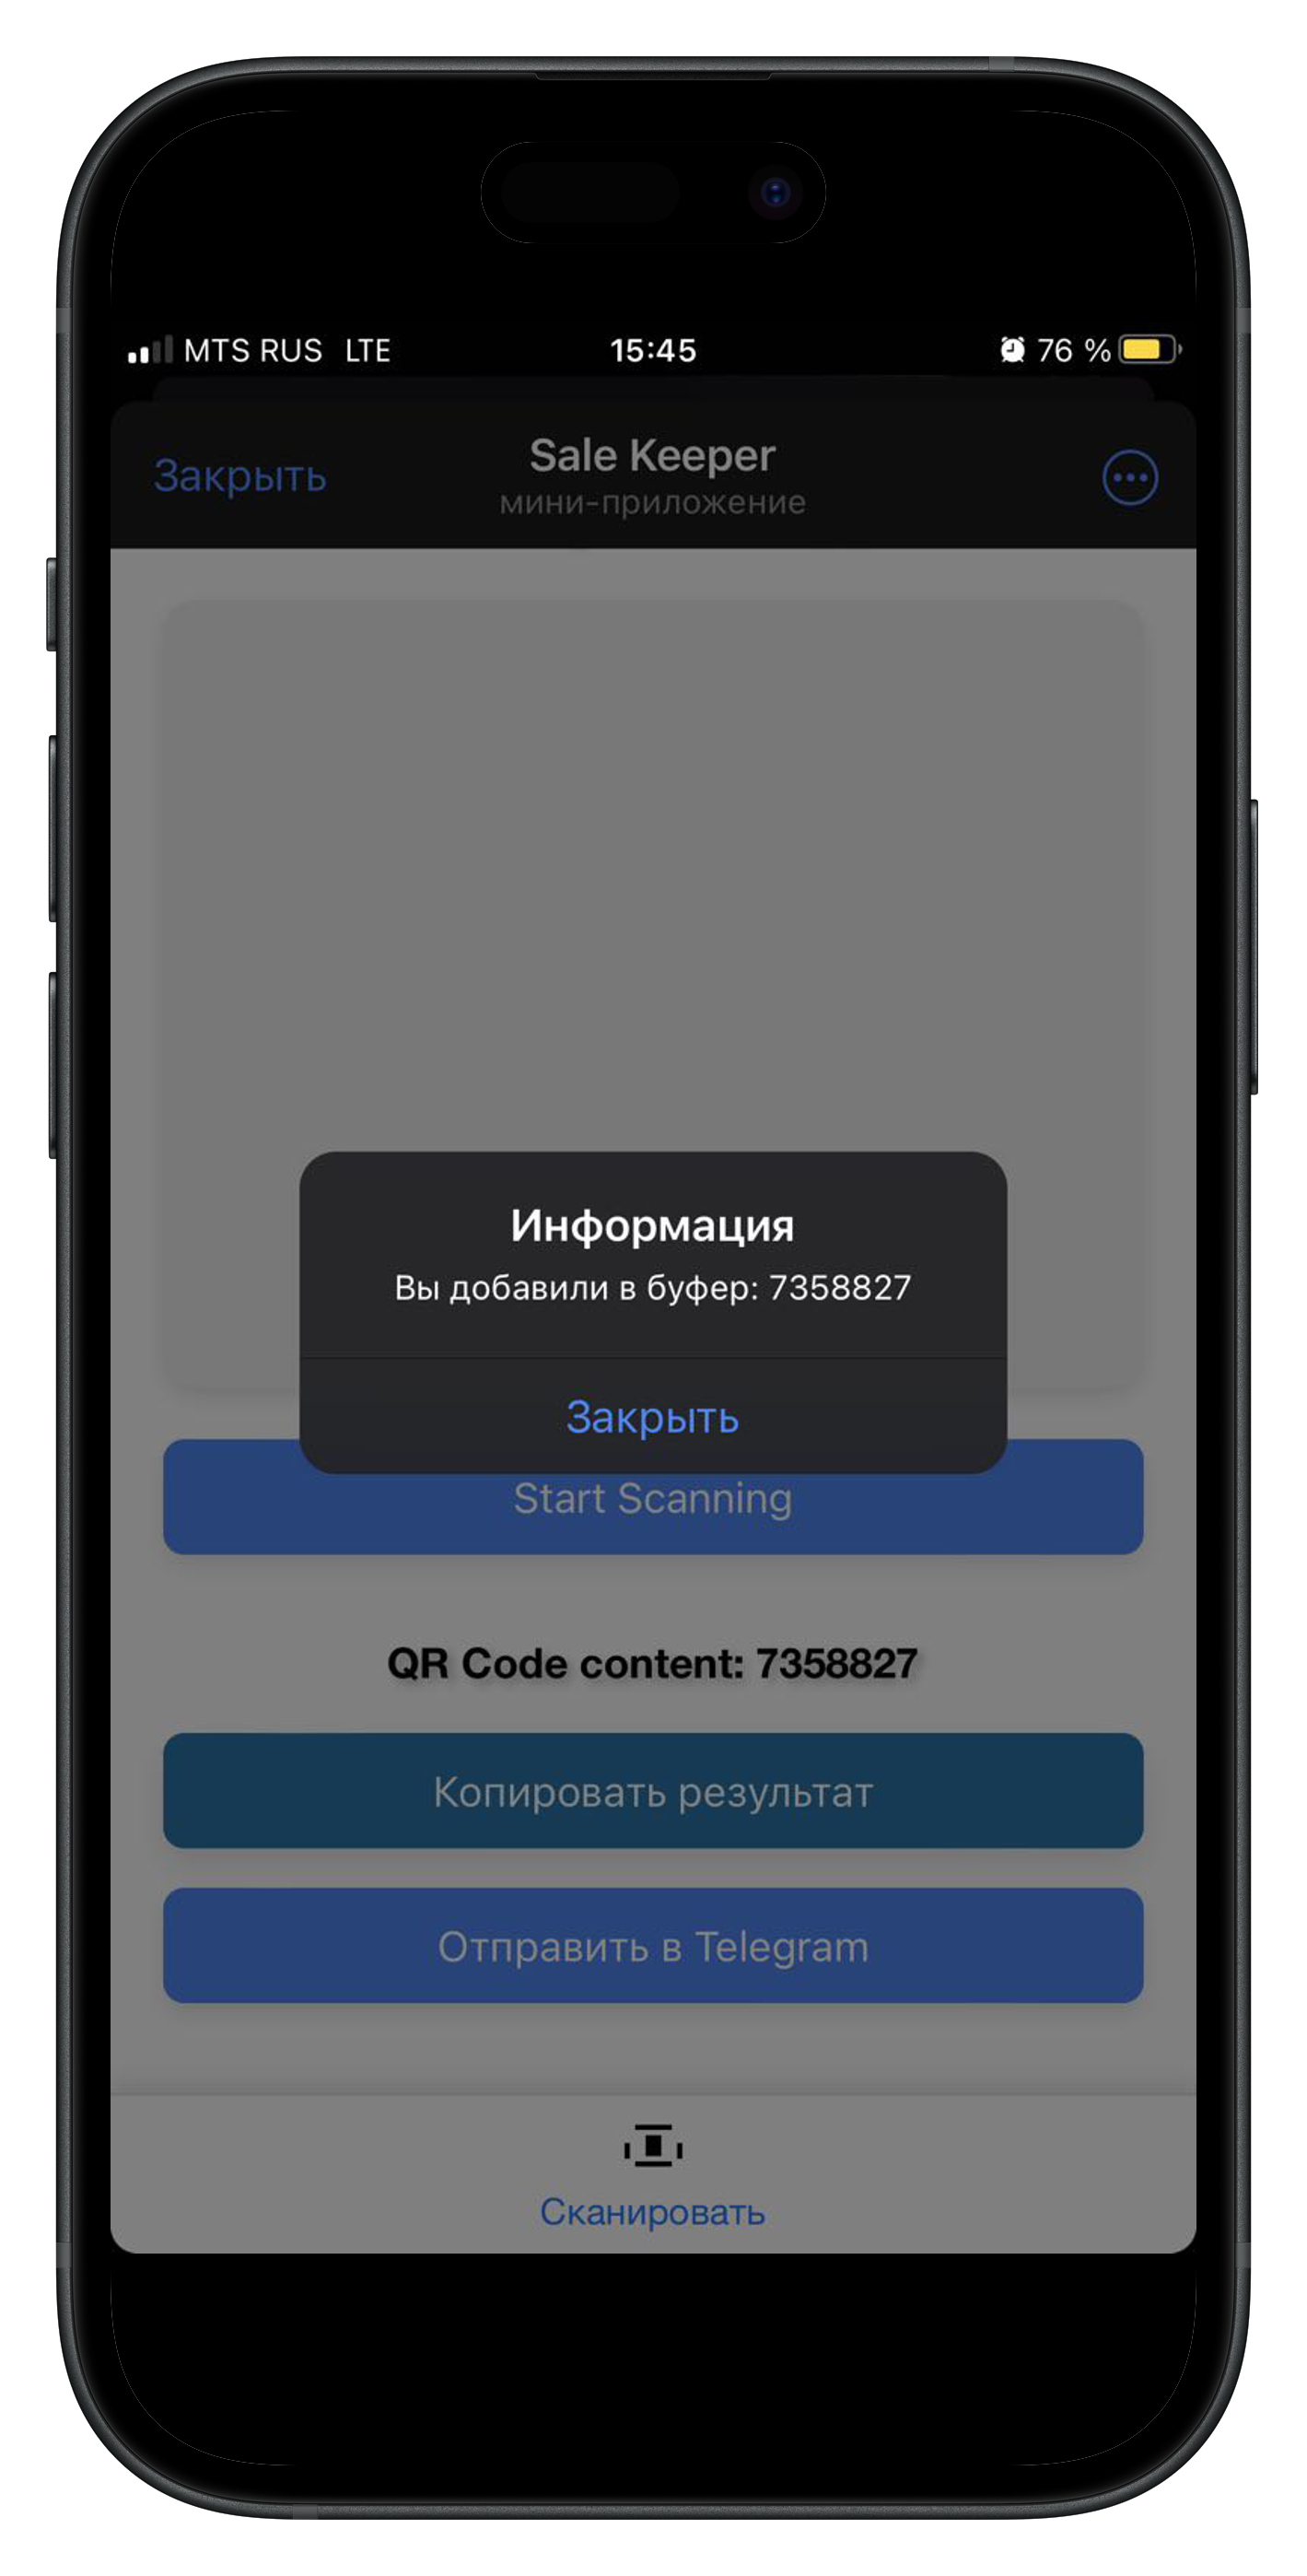 MTS RUS LTE 15:45 76 %
Закрыть
Sale Keeper
мини-приложение
Информация
Вы добавили в буфер: 7358827
Закрыть
Start Scanning
QR Code content: 7358827
Копировать результат
Отправить в Telegram
Сканировать